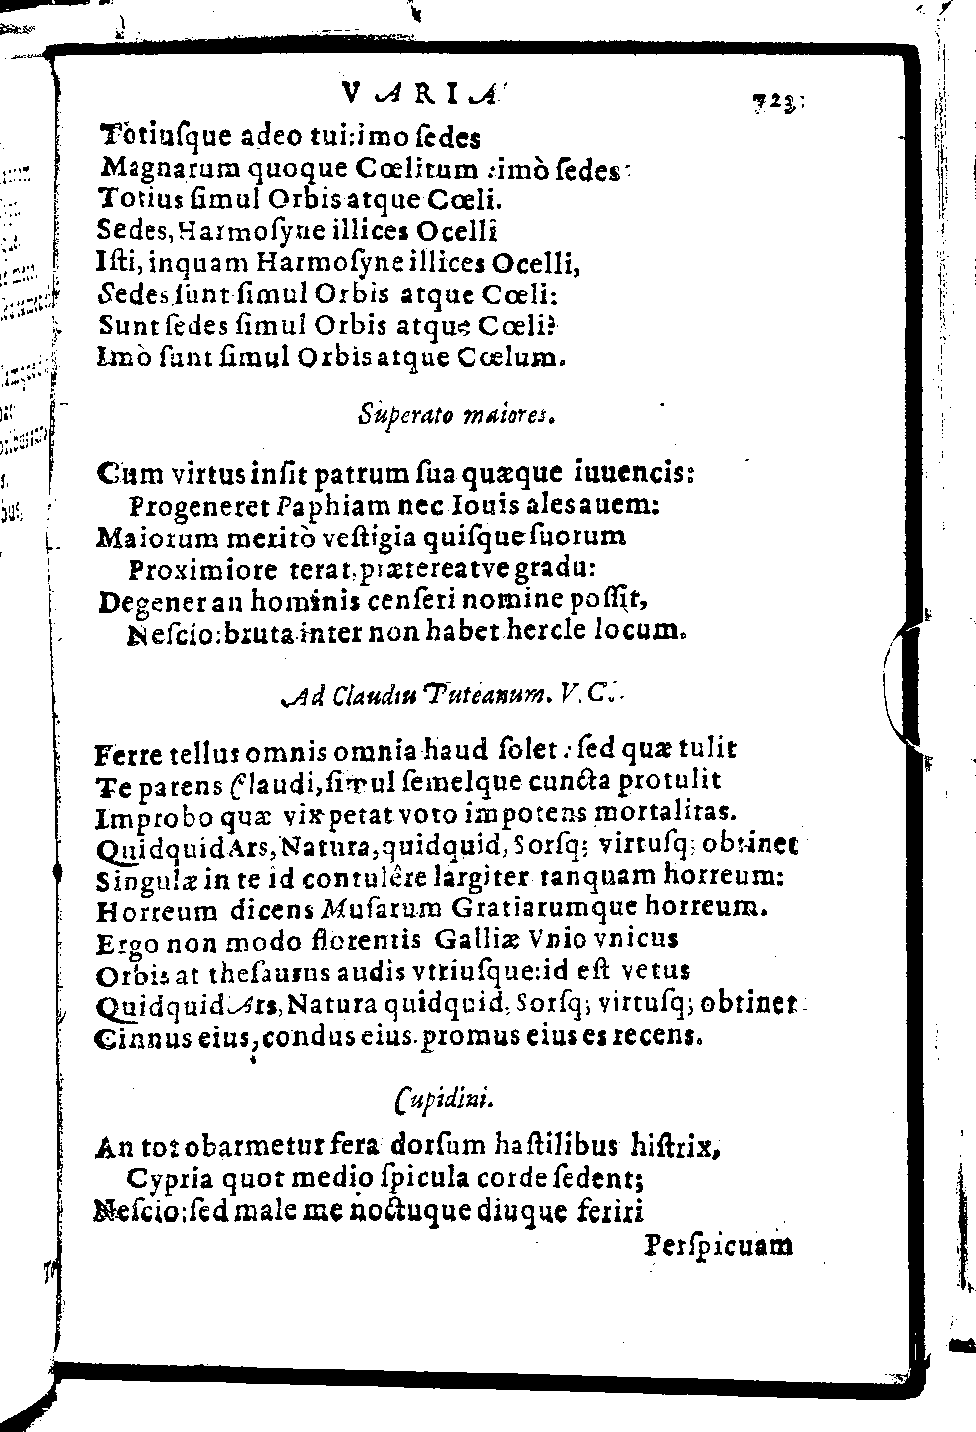 VARIA 723
Totiuſque adeo tui:imo ſedes
Magnarum quoque Cœlitum :imò ſedes:
Totius ſimul Orbis atque Cœli.
Sedes, Harmoſyne illices Ocelli
Iſti, inquam Harmoſyne illices Ocelli,
Sedes ſunt ſimul Orbis atque Cœli:
Sunt ſedes ſimul Orbis atque Cœli?
Imò ſunt ſimul Orbis atque Cœlum.
Superato maiores.
Cum virtus inſit patrum ſua quæque iuuencis:
Progeneret Paphiam nec Iouis ales auem:
Maiorum meritò veſtigia quiſque ſuorum
Proximiore terat, prætereatve gradu:
Degener an hominis cenſeri nomine poſſit,
Neſcio: bruta inter non habet hercle locum.
Ad Claudiu Puteanum. V. C.
Ferre tellus omnis omnia haud ſolet: ſed quæ tulit
Te parens Claudi, ſimul ſemelque cuncta protulit
Improbo quæ vix petat voto impotens mortalitas.
Quidquid Ars, Natura, quidquid, Sorſq; virtuſq; obtinet
Singulæ in te id contulêre largiter tanquam horreum:
Horreum dicens Muſarum Gratiarumque horreum.
Ergo non modo florentis Galliæ Vnio vnicus
Orbis at theſaurus audis vtriuſque: id eſt vetus
Quidquid Ars, Natura quidquid, Sorſq; virtuſq; obtinet
Cinnus eius, condus eius. promus eius es recens.
Cupidini.
An tot obarmetur fera dorſum haſtilibus hiſtrix,
Cypria quot medio ſpicula corde ſedent;
Neſcio: ſed male me noctuque diuque feriri
Perſpicuam